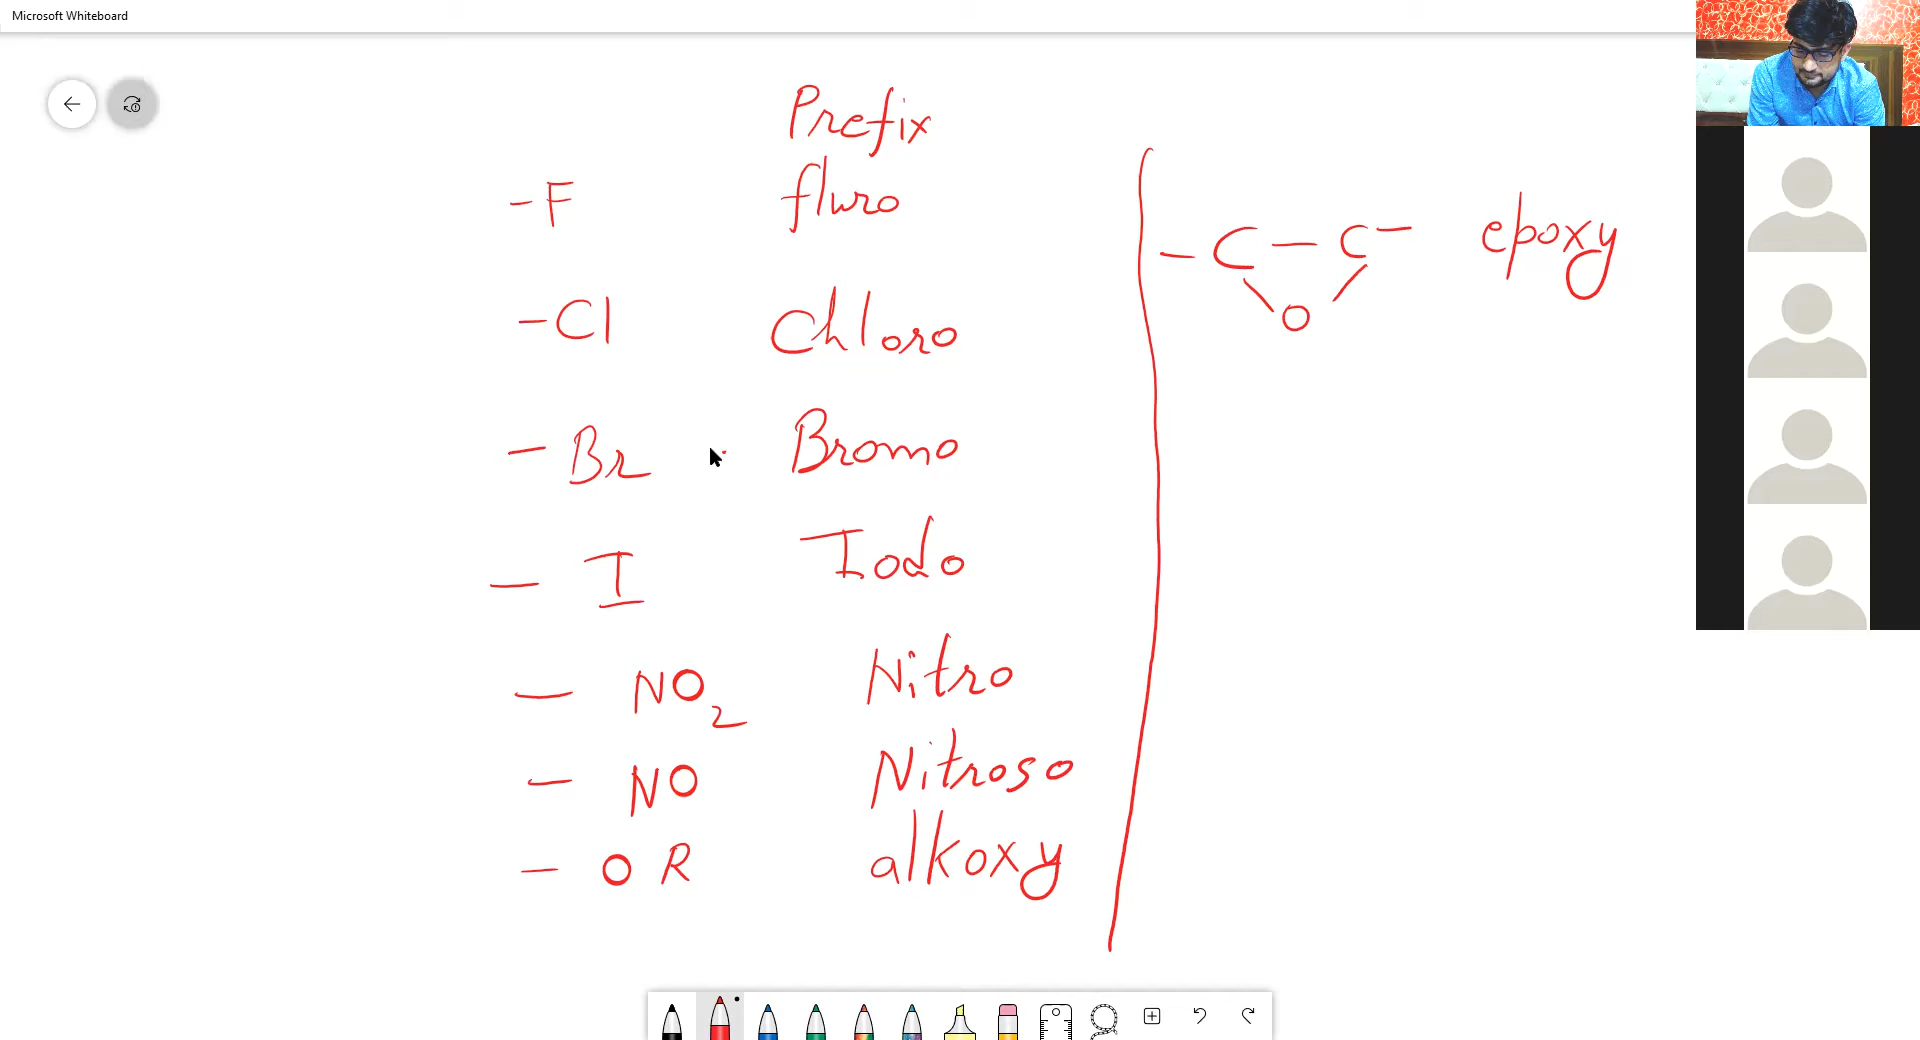 Microsoft Whiteboard
Prefix
-F fluro
-Cl Chloro
-Br Bromo
- I Iodo
- NO2 Nitro
- NO Nitroso
- OR alkoxy
- C - C - epoxy
O